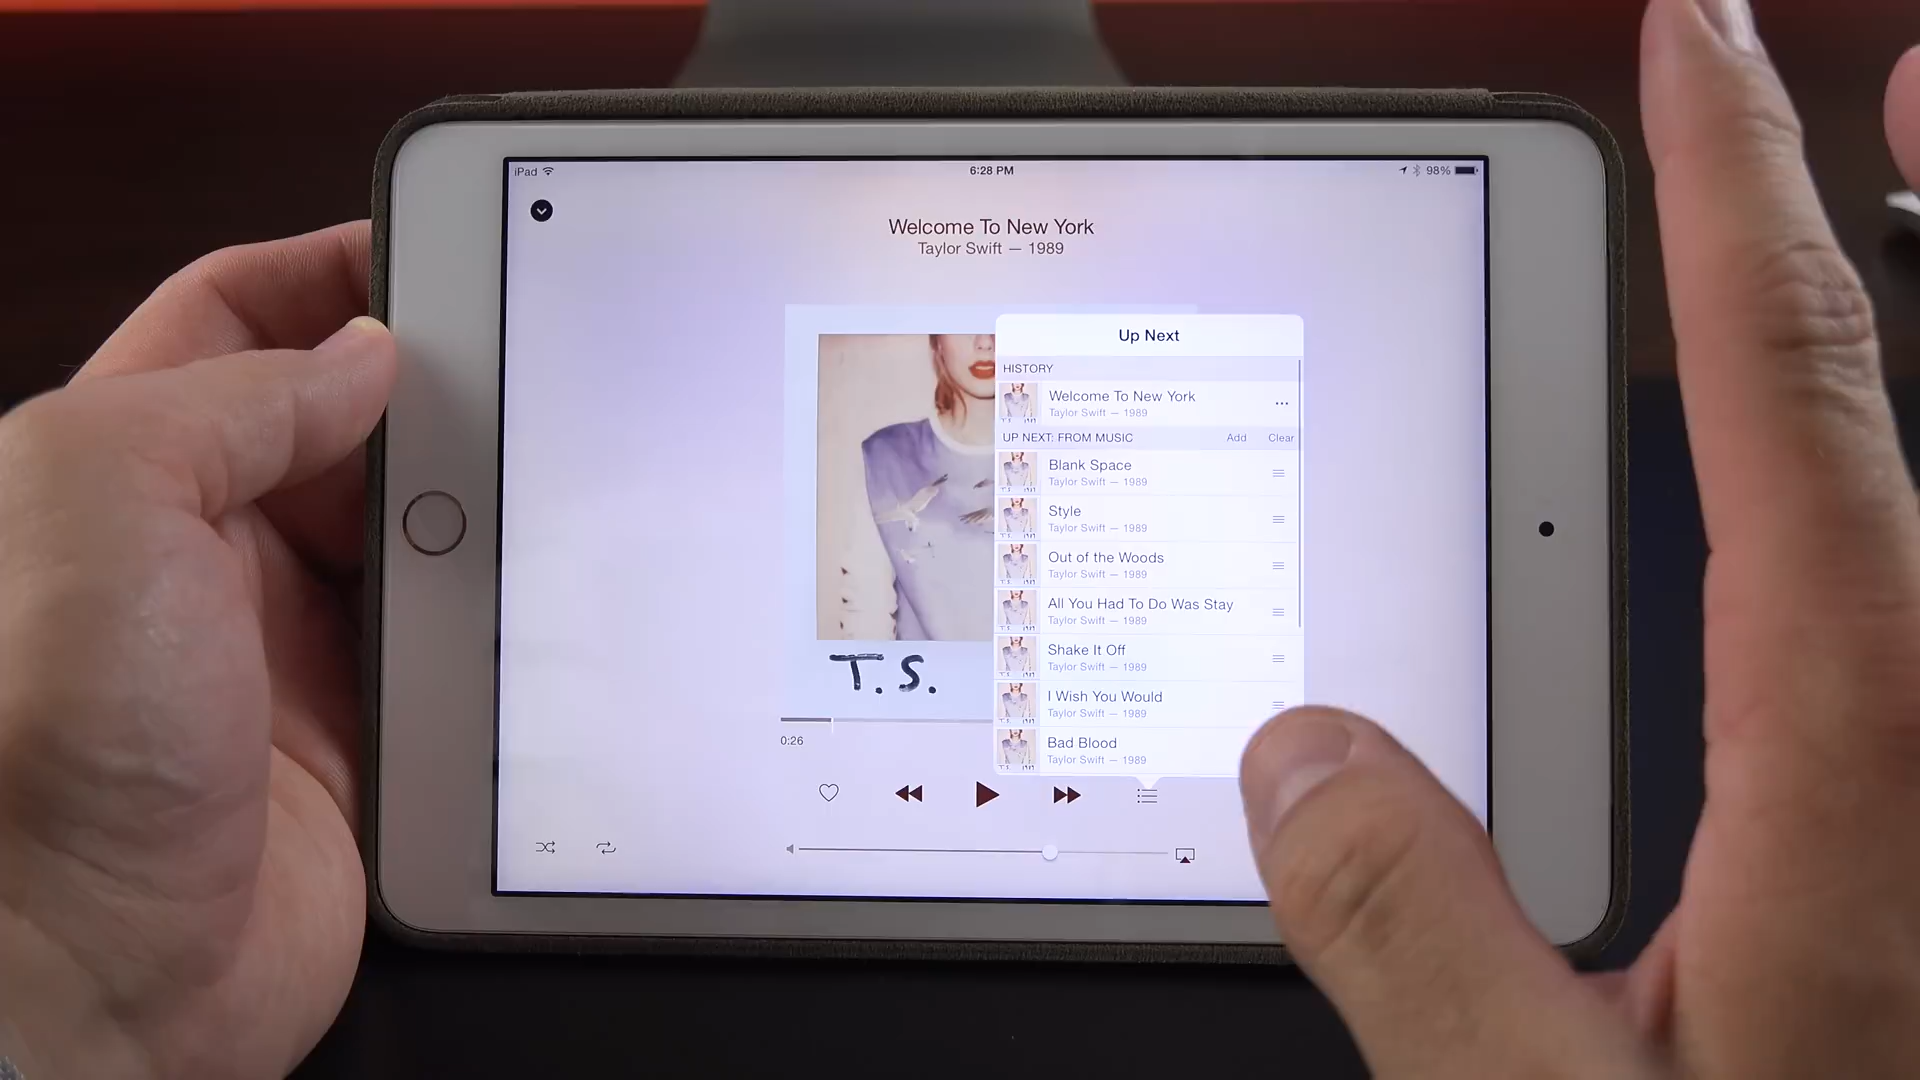 iPad
6:28 PM
98%
Welcome To New York
Taylor Swift — 1989
Up Next
HISTORY
Welcome To New York
Taylor Swift — 1989
UP NEXT: FROM MUSIC Add Clear
Blank Space
Taylor Swift — 1989
Style
Taylor Swift — 1989
Out of the Woods
Taylor Swift — 1989
All You Had To Do Was Stay
Taylor Swift — 1989
Shake It Off
Taylor Swift — 1989
I Wish You Would
Taylor Swift — 1989
Bad Blood
Taylor Swift — 1989
T. S.
0:26